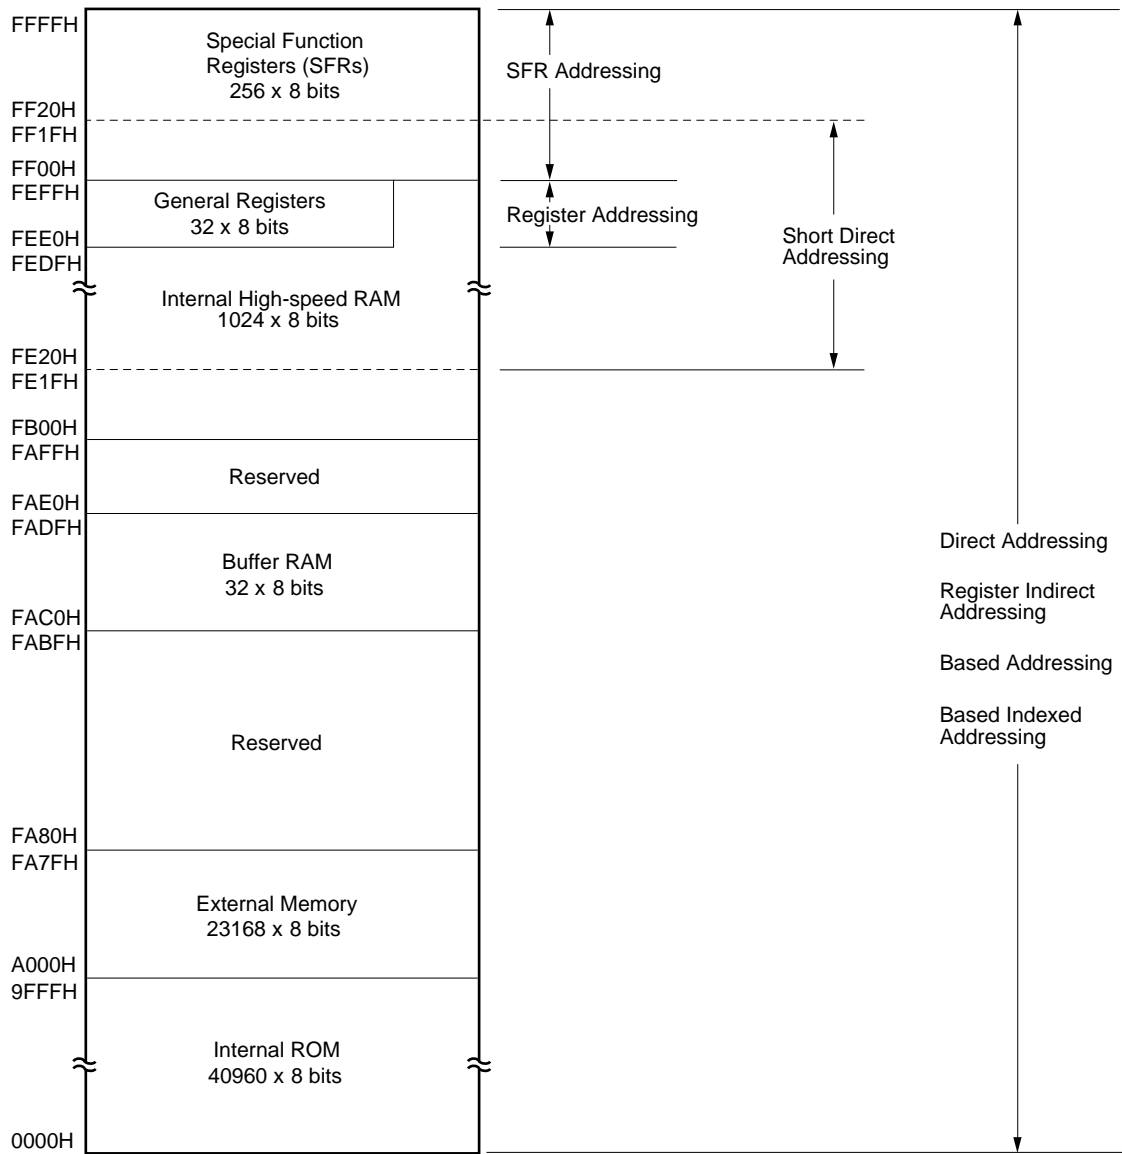 FFFFH
Special Function
Registers (SFRs)
256 x 8 bits
SFR Addressing
FF20H
FF1FH
FF00H
FEFFH
General Registers
32 x 8 bits
Register Addressing
Short Direct
Addressing
FEE0H
FEDFH
Internal High-speed RAM
1024 x 8 bits
FE20H
FE1FH
FB00H
FAFFH
Reserved
FAE0H
FADFH
Buffer RAM
32 x 8 bits
Direct Addressing
Register Indirect
Addressing
Based Addressing
Based Indexed
Addressing
FAC0H
FABFH
Reserved
FA80H
FA7FH
External Memory
23168 x 8 bits
A000H
9FFFH
Internal ROM
40960 x 8 bits
0000H